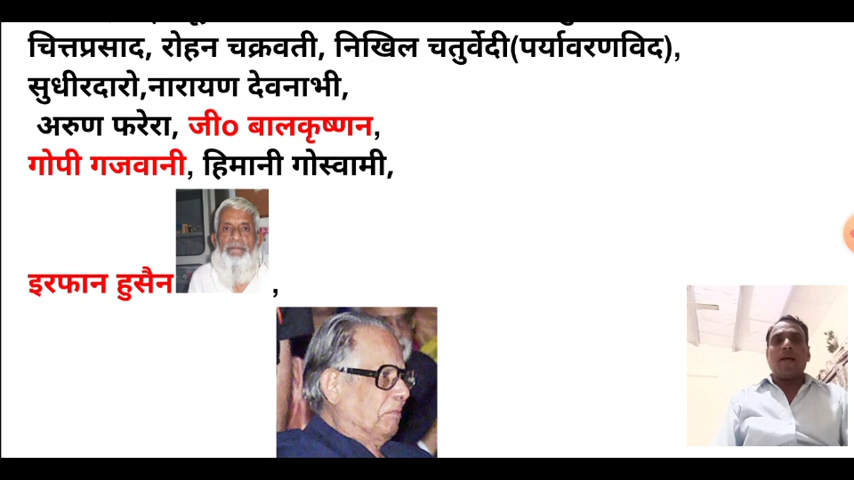 चित्तप्रसाद, रोहन चक्रवती, निखिल चतुर्वेदी(पर्यावरणविद),
सुधीरदारो,नारायण देवनाभी,
अरुण फरेरा, जी० बालकृष्णन,
गोपी गजवानी, हिमानी गोस्वामी,
इरफान हुसैन ,